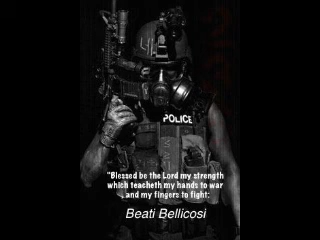 POLICE
"Blessed be the Lord my strength
which teacheth my hands to war
, and my fingers to fight:
Beati Bellicosi